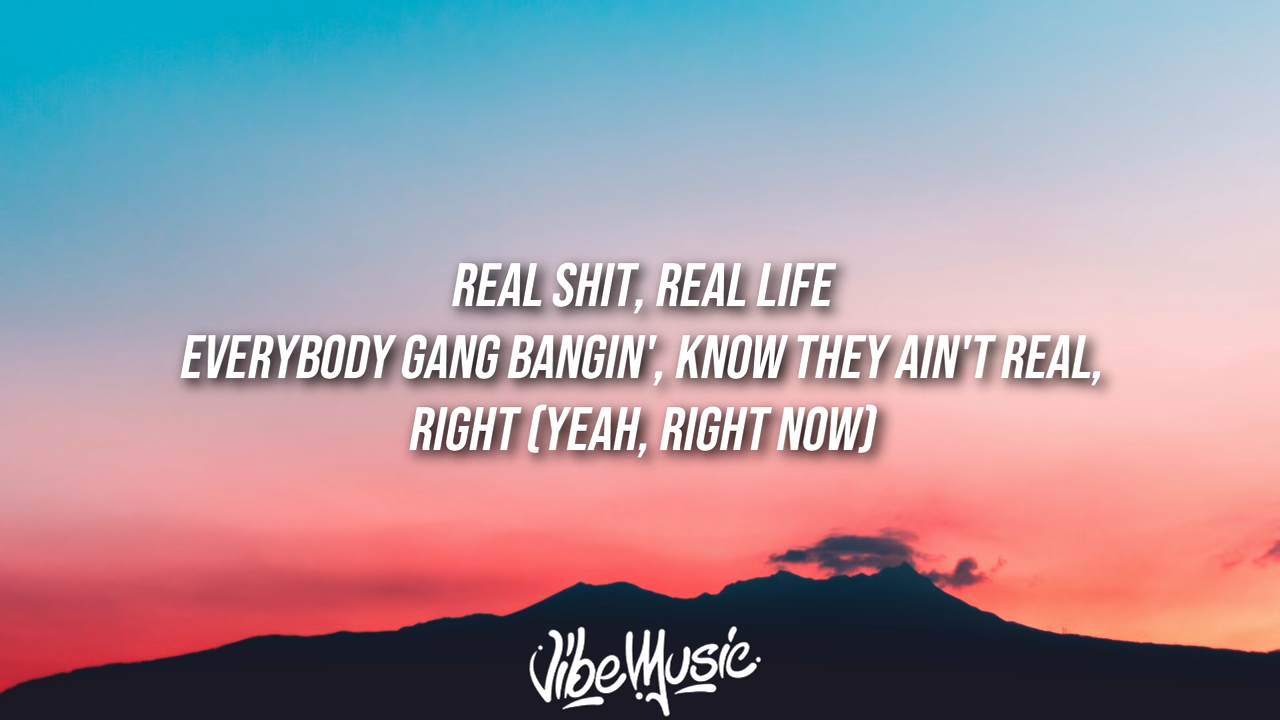 REAL SHIT, REAL LIFE
EVERYBODY GANG BANGIN', KNOW THEY AIN'T REAL,
RIGHT (YEAH, RIGHT NOW)
VibeMusic